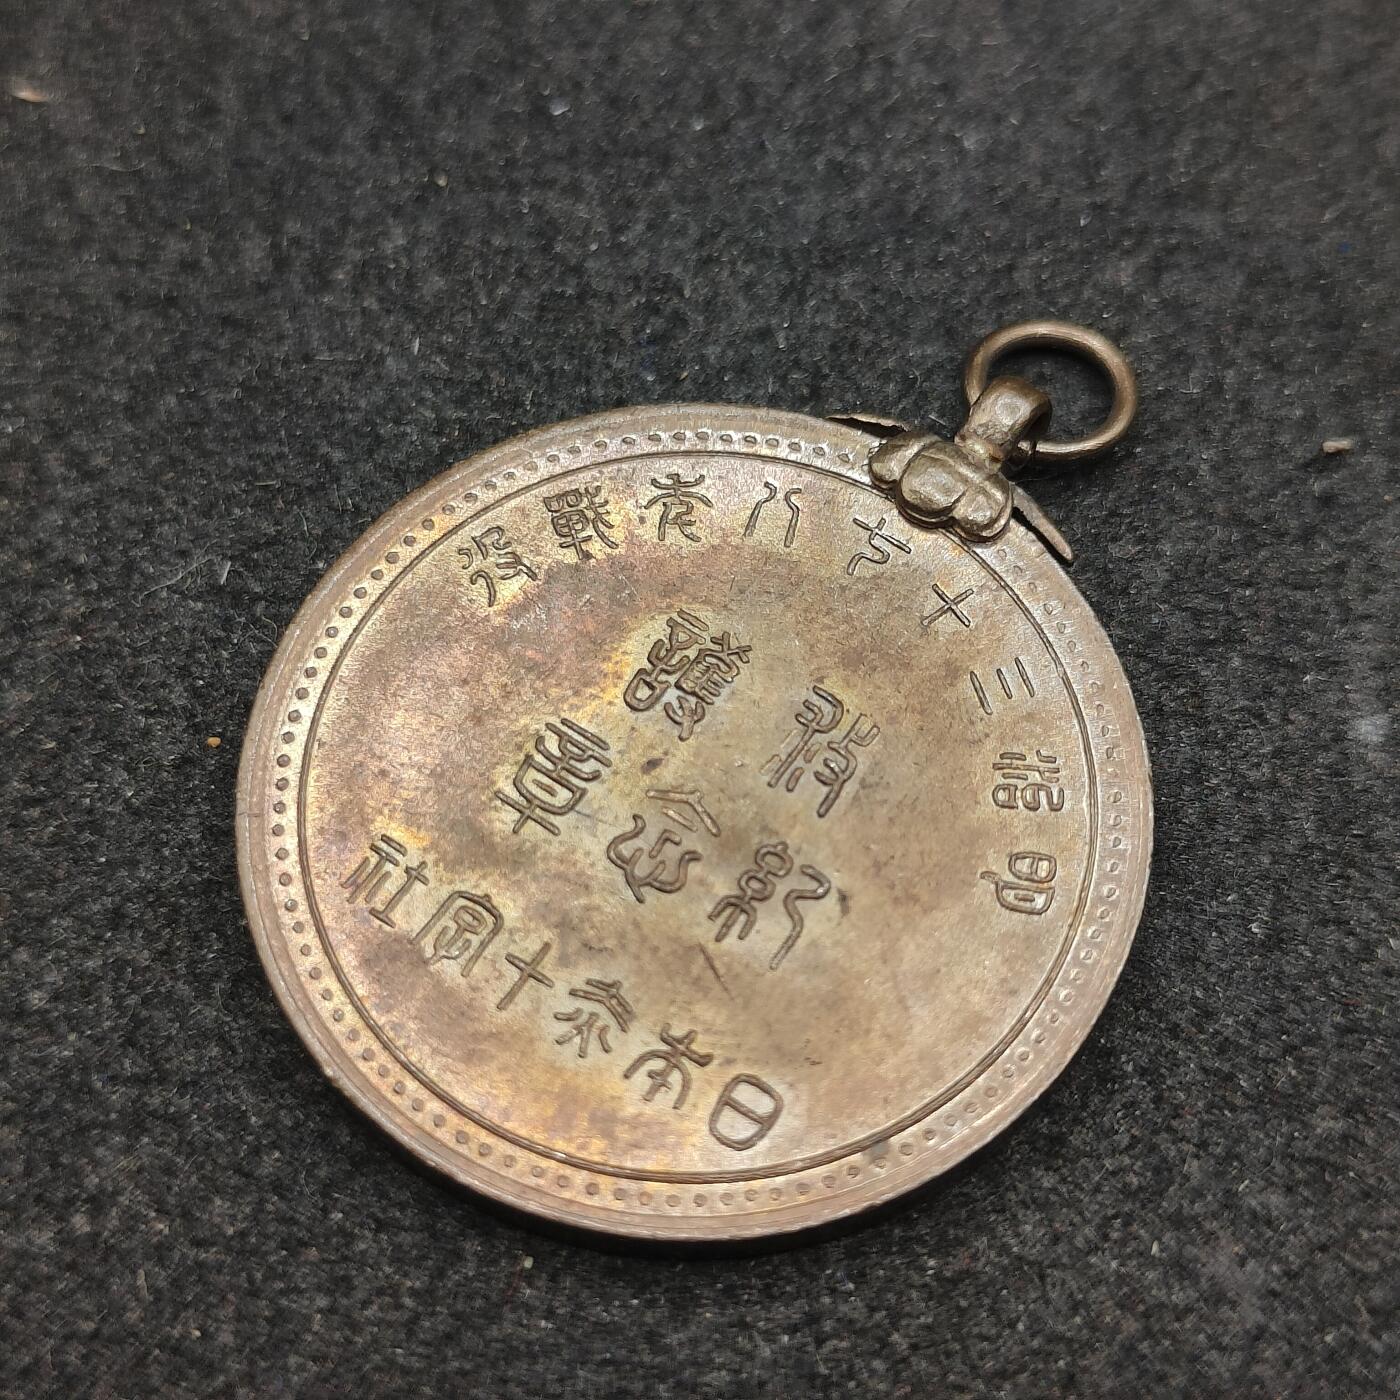 明治三十七八年戰役
救護
紀念章
日本赤十字社